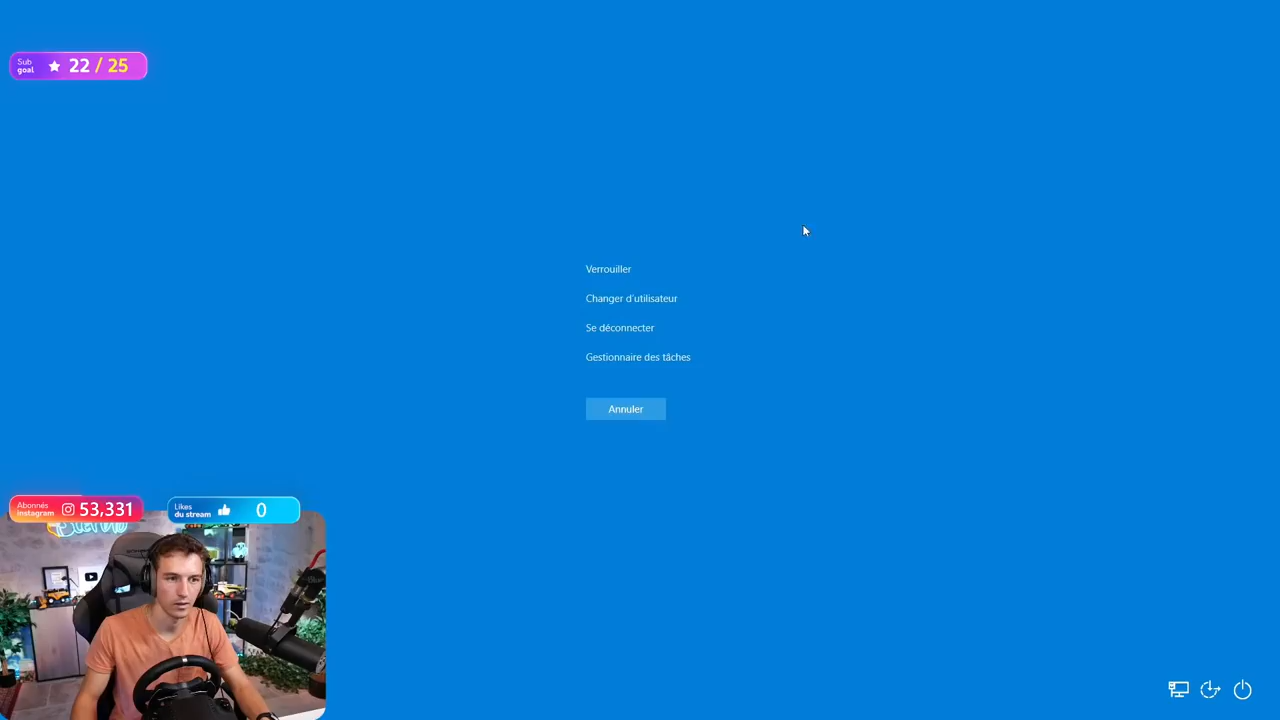 Sub
goal
22 / 25
Verrouiller
Changer d'utilisateur
Se déconnecter
Gestionnaire des tâches
Annuler
Abonnés
instagram
53,331
Likes
du stream
0